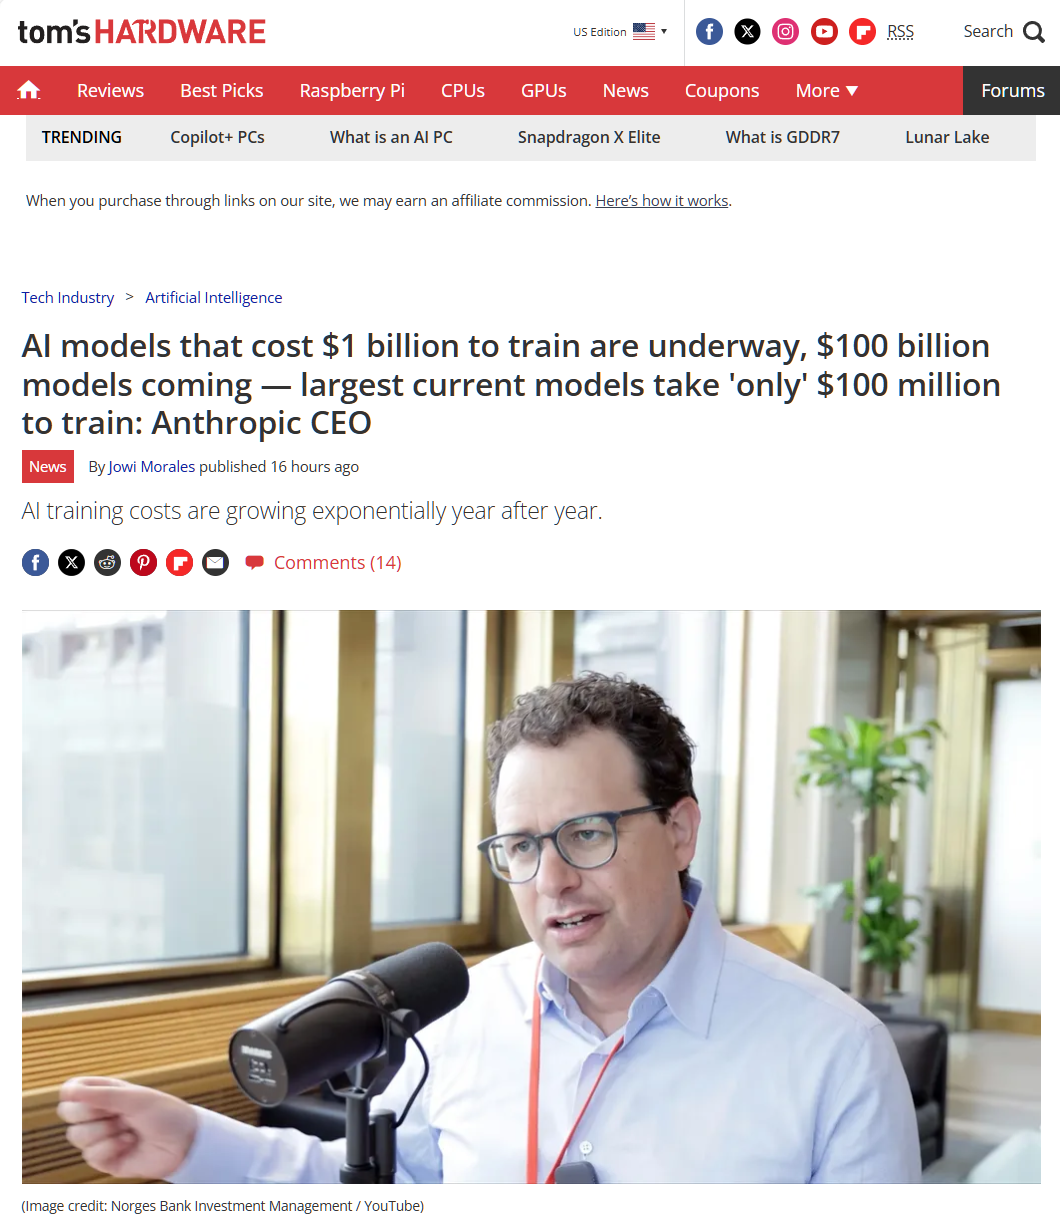 tom's HARDWARE
US Edition
RSS
Search
Reviews
Best Picks
Raspberry Pi
CPUs
GPUs
News
Coupons
More
Forums
TRENDING
Copilot+ PCs
What is an AI PC
Snapdragon X Elite
What is GDDR7
Lunar Lake
When you purchase through links on our site, we may earn an affiliate commission. Here's how it works.
Tech Industry > Artificial Intelligence
AI models that cost $1 billion to train are underway, $100 billion
models coming — largest current models take 'only' $100 million
to train: Anthropic CEO
News
By Jowi Morales published 16 hours ago
AI training costs are growing exponentially year after year.
Comments (14)
(Image credit: Norges Bank Investment Management / YouTube)